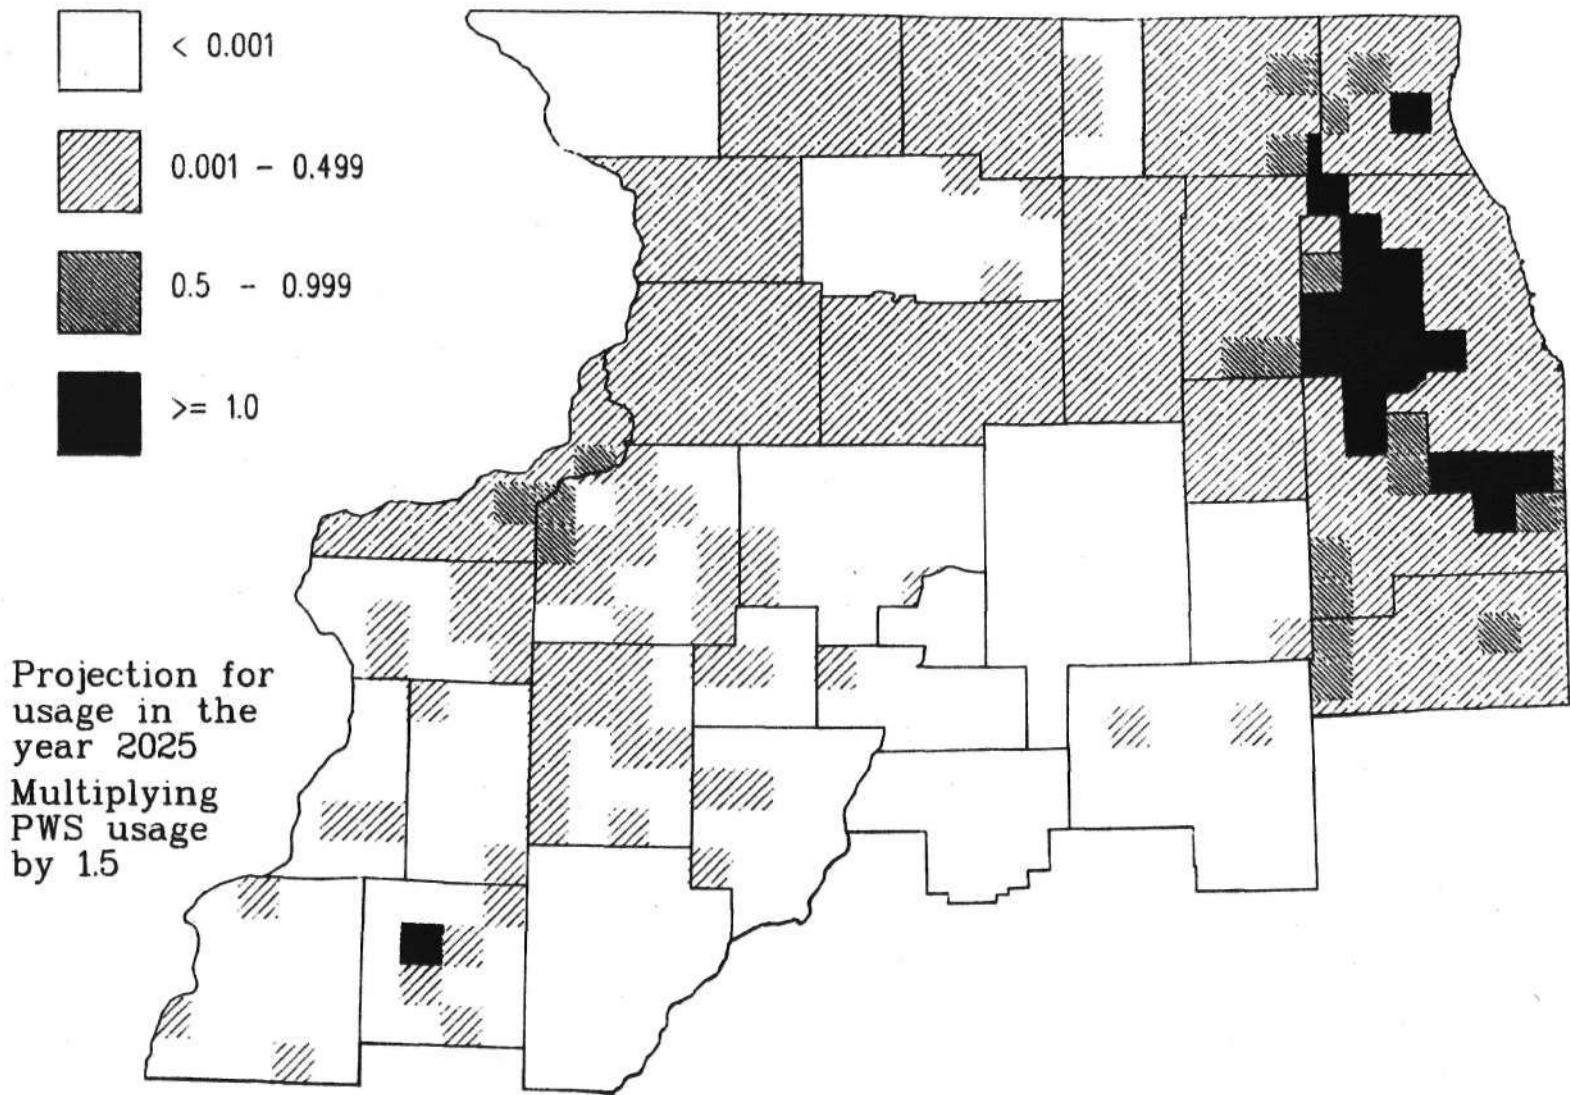 < 0.001
0.001 - 0.499
0.5 - 0.999
>= 1.0
Projection for
usage in the
year 2025
Multiplying
PWS usage
by 1.5